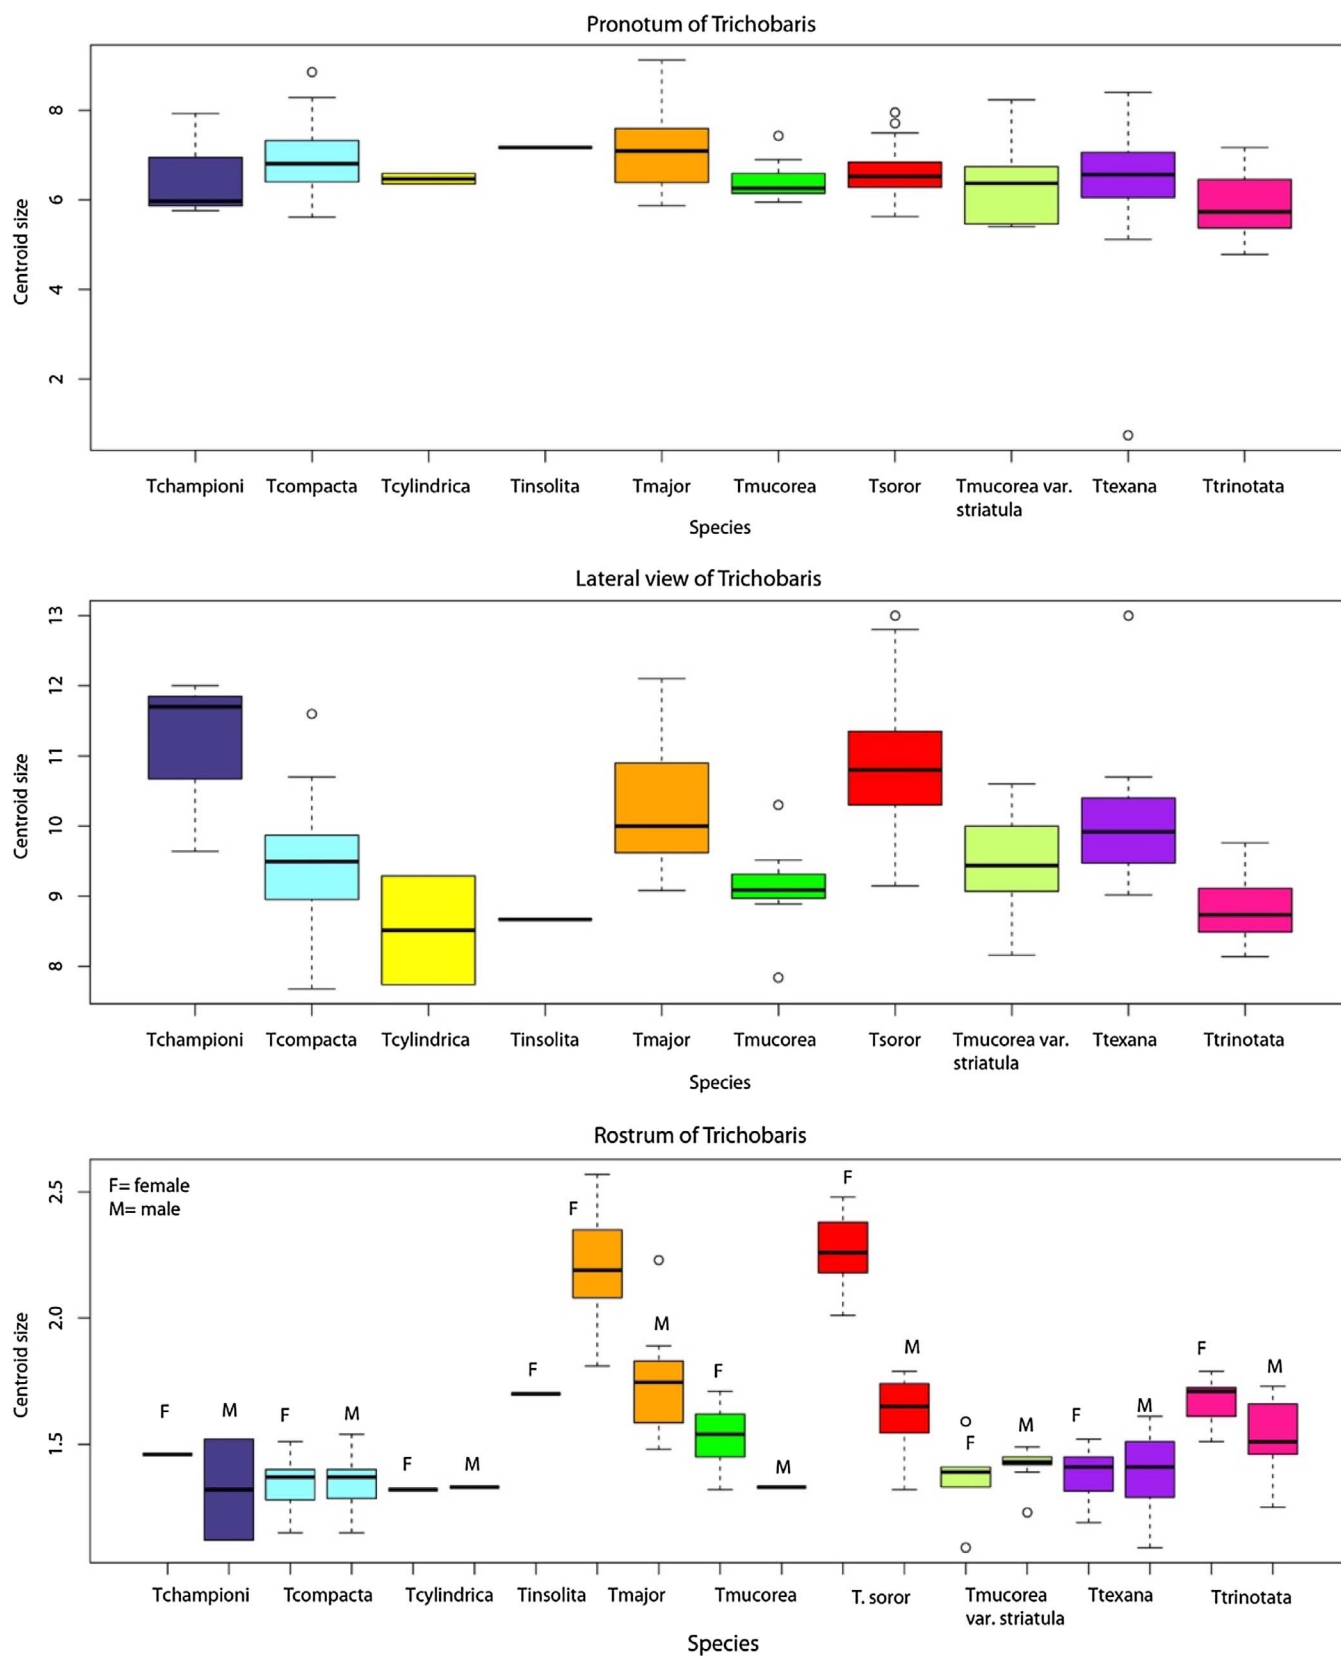 Pronotum of Trichobaris
8
6
4
2
Centroid size
Tchampioni Tcompacta Tcylindrica Tinsolita Tmajor Tmucorea Tsoror Tmucorea var. Ttexana Ttrinotata
striatula
Species
Lateral view of Trichobaris
13
12
11
10
9
8
Centroid size
Tchampioni Tcompacta Tcylindrica Tinsolita Tmajor Tmucorea Tsoror Tmucorea var. Ttexana Ttrinotata
striatula
Species
Rostrum of Trichobaris
F= female
M= male
2.5
2.0
1.5
Centroid size
F M F M F M F F M F M F M F M F M F M
Tchampioni Tcompacta Tcylindrica Tinsolita Tmajor Tmucorea T. soror Tmucorea Ttexana Ttrinotata
var. striatula
Species